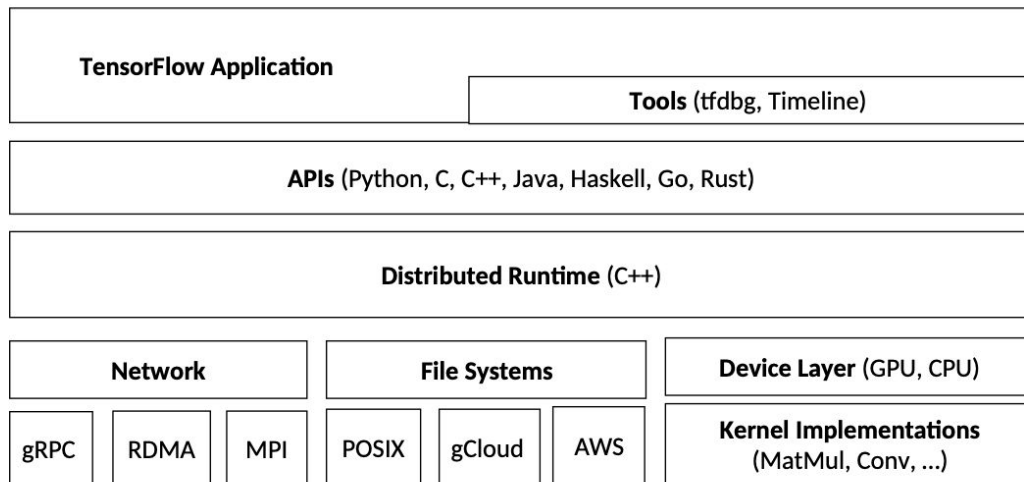 TensorFlow Application
Tools (tfdbg, Timeline)
APIs (Python, C, C++, Java, Haskell, Go, Rust)
Distributed Runtime (C++)
Network
File Systems
Device Layer (GPU, CPU)
gRPC
RDMA
MPI
POSIX
gCloud
AWS
Kernel Implementations
(MatMul, Conv, ...)